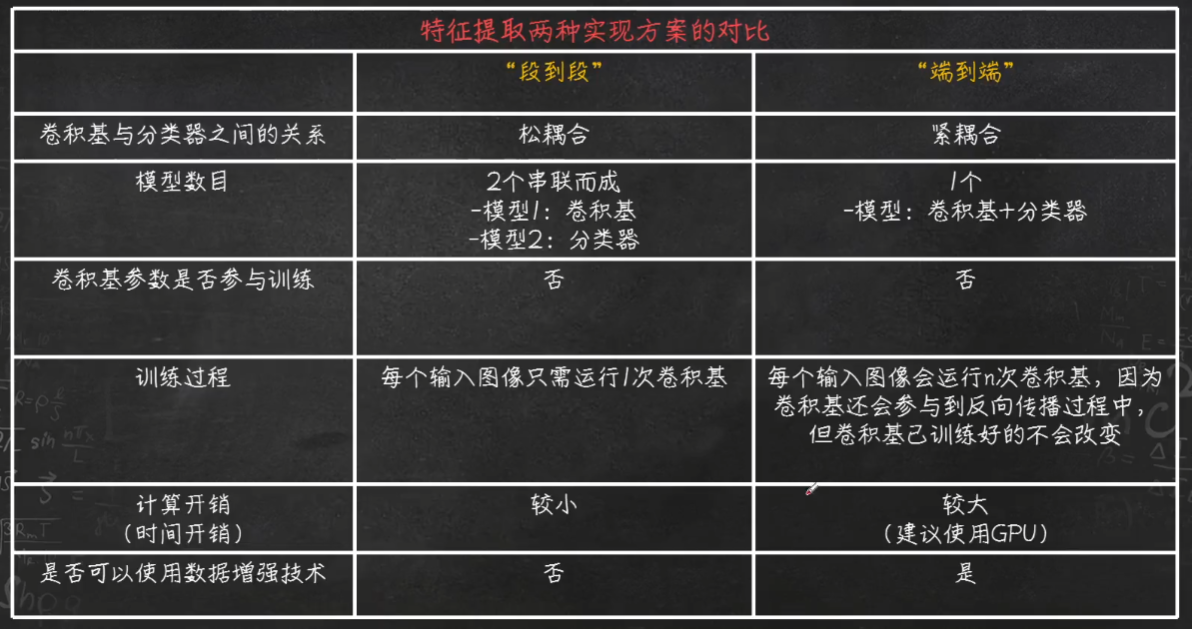 特征提取两种实现方案的对比
“段到段”
“端到端”
卷积基与分类器之间的关系
松耦合
紧耦合
模型数目
2个串联而成
-模型1：卷积基
-模型2：分类器
1个
-模型：卷积基+分类器
卷积基参数是否参与训练
否
否
训练过程
每个输入图像只需运行1次卷积基
每个输入图像会运行n次卷积基，因为
卷积基还会参与到反向传播过程中，
但卷积基已训练好的不会改变
计算开销
（时间开销）
较小
较大
（建议使用GPU）
是否可以使用数据增强技术
否
是